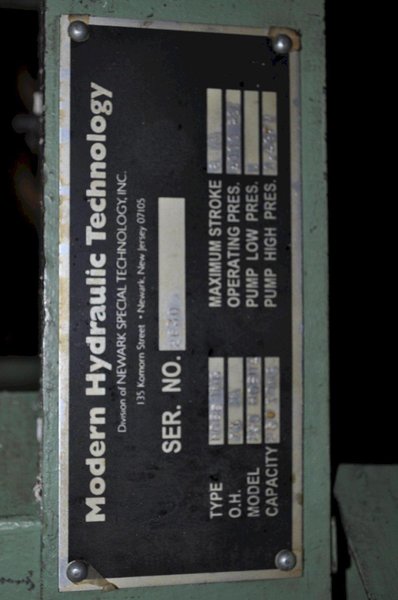 Modern Hydraulic Technology
Division of NEWARK SPECIAL TECHNOLOGY, INC.
135 Komorn Street • Newark, New Jersey 07105
SER. NO.
TYPE
O.H.
MODEL
CAPACITY
MAXIMUM STROKE
OPERATING PRES.
PUMP LOW PRES.
PUMP HIGH PRES.